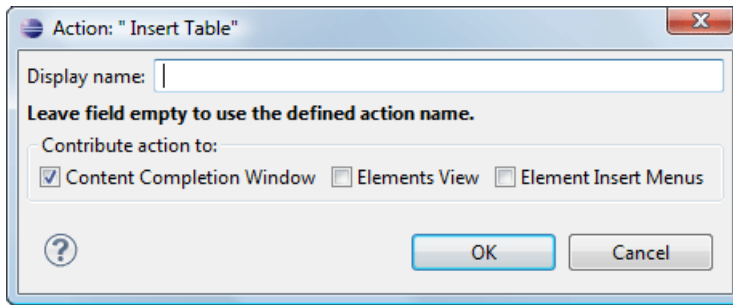 Action: " Insert Table"
Display name:
Leave field empty to use the defined action name.
Contribute action to:
Content Completion Window Elements View Element Insert Menus
? OK Cancel